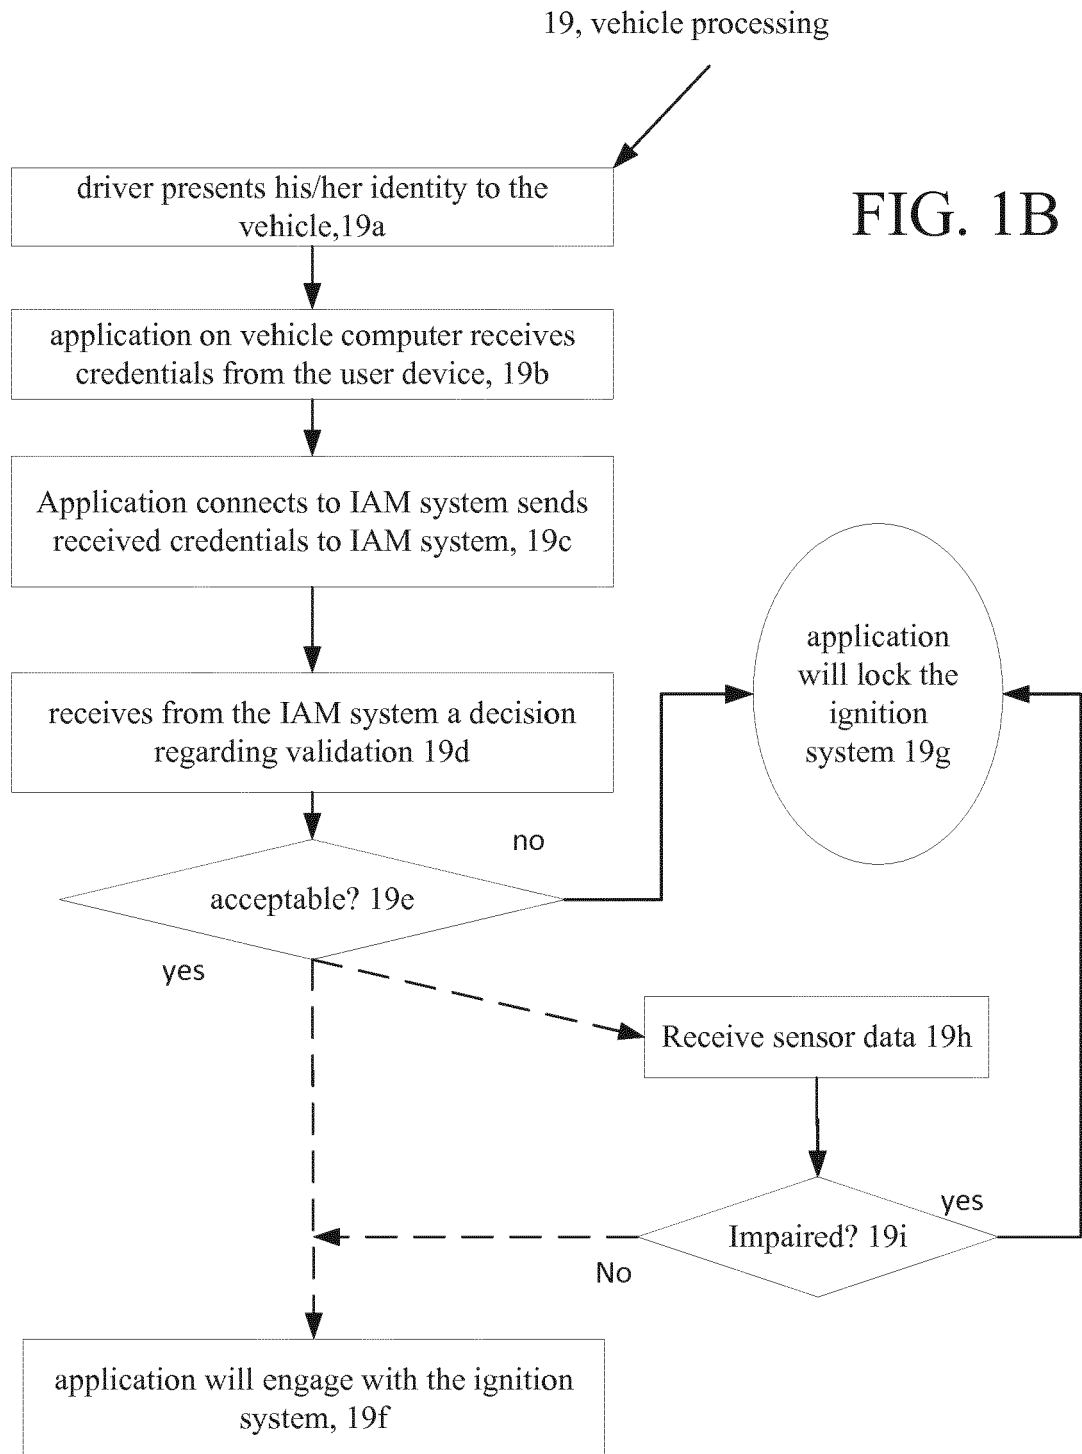 19, vehicle processing
driver presents his/her identity to the
vehicle,19a
FIG. 1B
application on vehicle computer receives
credentials from the user device, 19b
Application connects to IAM system sends
received credentials to IAM system, 19c
application
will lock the
ignition
system 19g
receives from the IAM system a decision
regarding validation 19d
no
acceptable? 19e
yes
Receive sensor data 19h
yes
Impaired? 19i
No
application will engage with the ignition
system, 19f